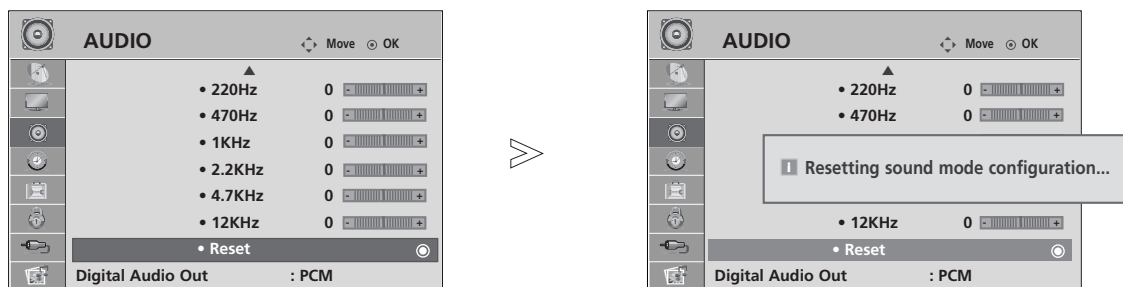 AUDIO Move OK
• 220Hz 0 - +
• 470Hz 0 - +
• 1KHz 0 - +
• 2.2KHz 0 - +
• 4.7KHz 0 - +
• 12KHz 0 - +
• Reset
Digital Audio Out : PCM
>
AUDIO Move OK
• 220Hz 0 - +
• 470Hz 0 - +
i Resetting sound mode configuration...
• 12KHz 0 - +
• Reset
Digital Audio Out : PCM